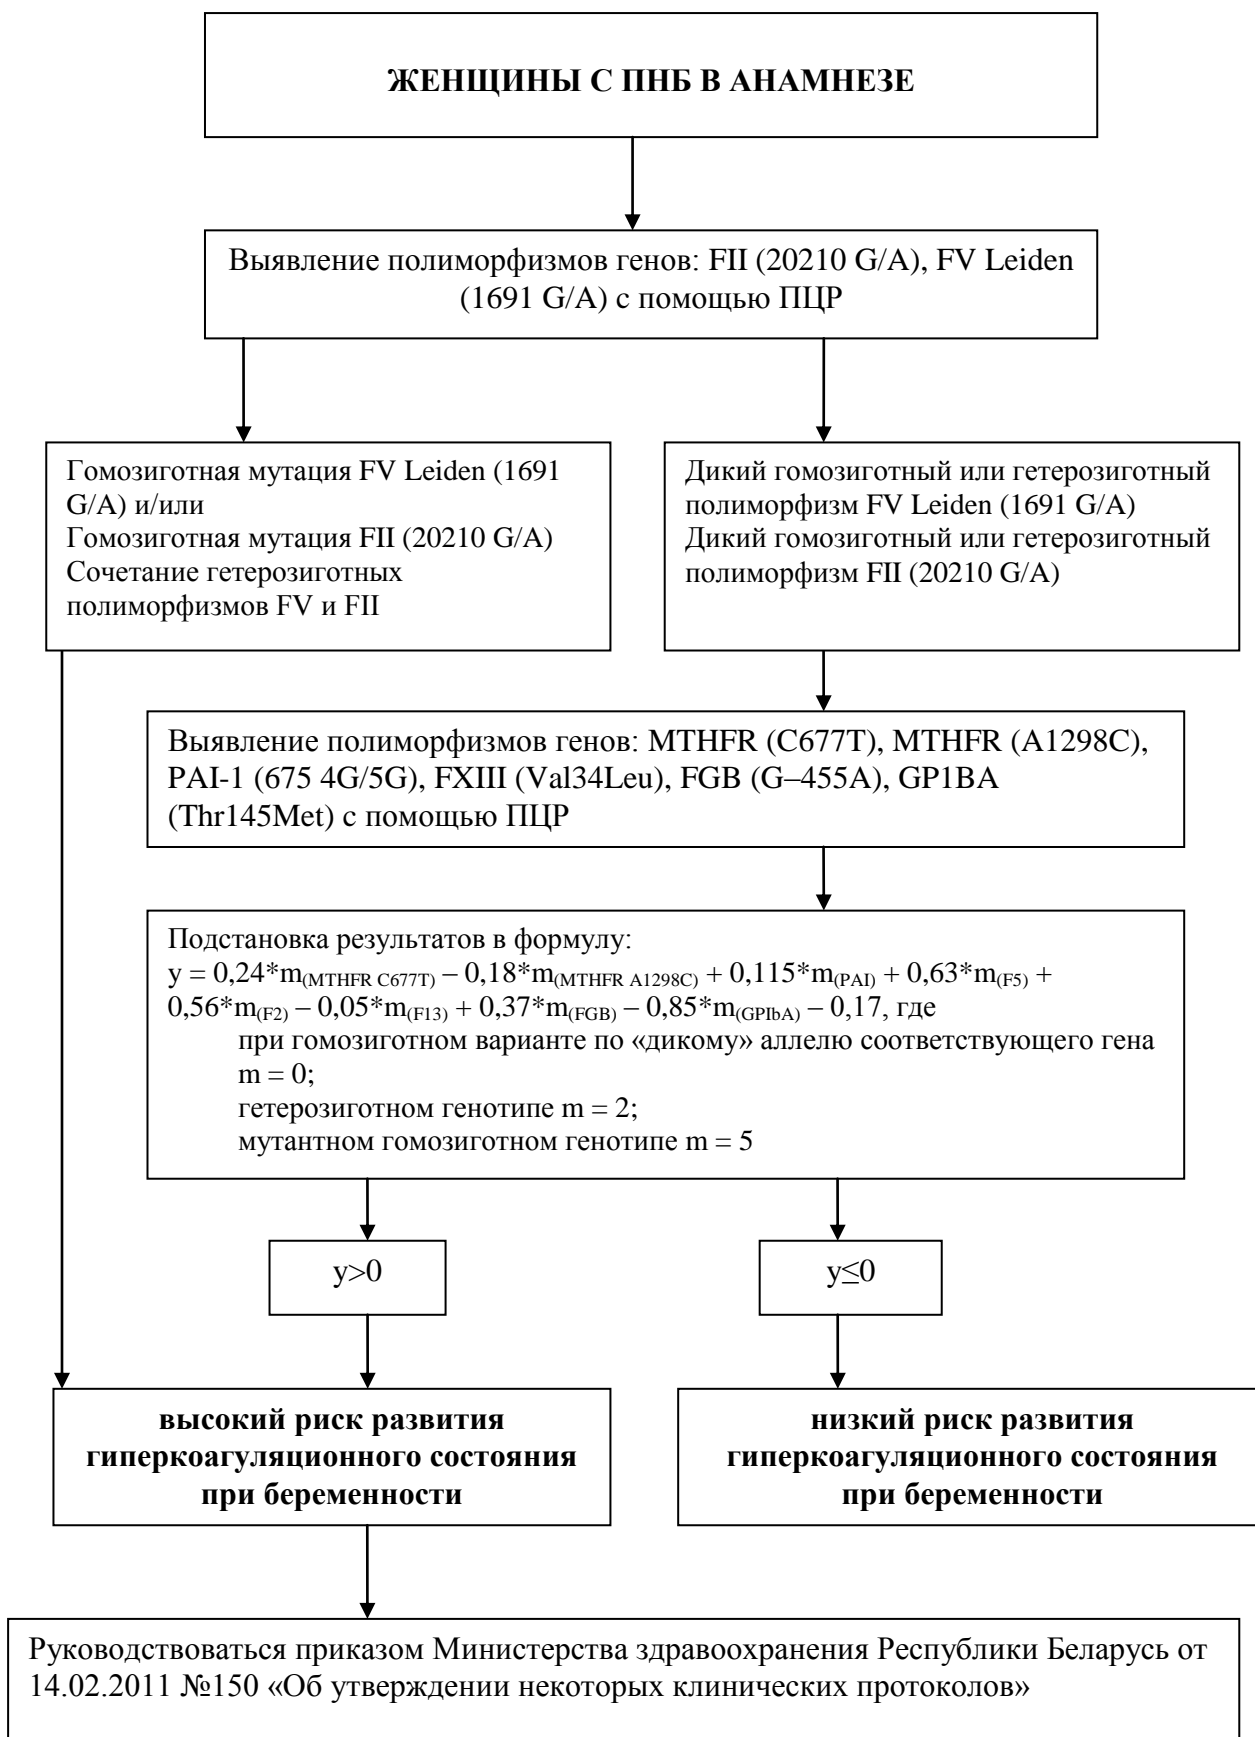 ЖЕНЩИНЫ С ПНБ В АНАМНЕЗЕ
Выявление полиморфизмов генов: FII (20210 G/A), FV Leiden
(1691 G/A) с помощью ПЦР
Гомозиготная мутация FV Leiden (1691
G/A) и/или
Гомозиготная мутация FII (20210 G/A)
Сочетание гетерозиготных
полиморфизмов FV и FII
Дикий гомозиготный или гетерозиготный
полиморфизм FV Leiden (1691 G/A)
Дикий гомозиготный или гетерозиготный
полиморфизм FII (20210 G/A)
Выявление полиморфизмов генов: MTHFR (C677T), MTHFR (A1298C),
PAI-1 (675 4G/5G), FXIII (Val34Leu), FGB (G–455A), GP1BA
(Thr145Met) с помощью ПЦР
Подстановка результатов в формулу:
y = 0,24*m(MTHFR C677T) – 0,18*m(MTHFR A1298C) + 0,115*m(PAI) + 0,63*m(F5) +
0,56*m(F2) – 0,05*m(F13) + 0,37*m(FGB) – 0,85*m(GPIbA) – 0,17, где
при гомозиготном варианте по «дикому» аллелю соответствующего гена
m = 0;
гетерозиготном генотипе m = 2;
мутантном гомозиготном генотипе m = 5
y>0
y≤0
высокий риск развития
гиперкоагуляционного состояния
при беременности
низкий риск развития
гиперкоагуляционного состояния
при беременности
Руководствоваться приказом Министерства здравоохранения Республики Беларусь от
14.02.2011 №150 «Об утверждении некоторых клинических протоколов»